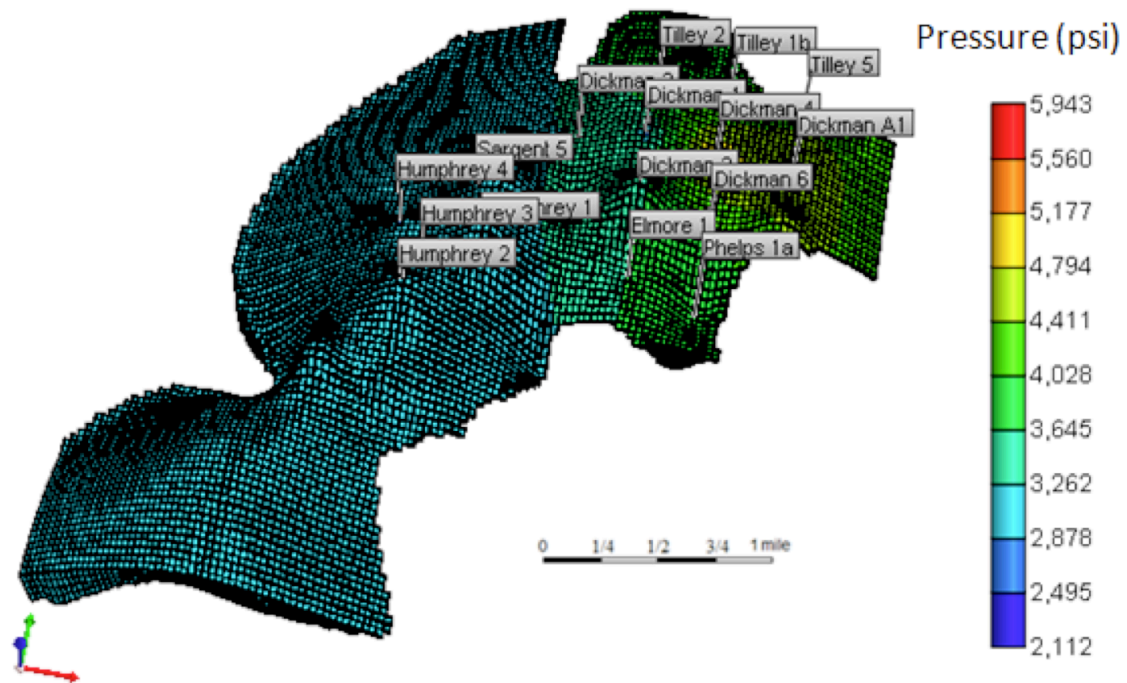 Pressure (psi)
Tilley 2
Tilley 1b
Tilley 5
Dickman
Dickman
Dickman 4
Dickman A1
Sargent 5
Humphrey 4
Dickman
Dickman 6
Humphrey 3
hrey 1
Elmore 1
Humphrey 2
Phelps 1a
0 1/4 1/2 3/4 1 mile
5,943
5,560
5,177
4,794
4,411
4,028
3,645
3,262
2,878
2,495
2,112